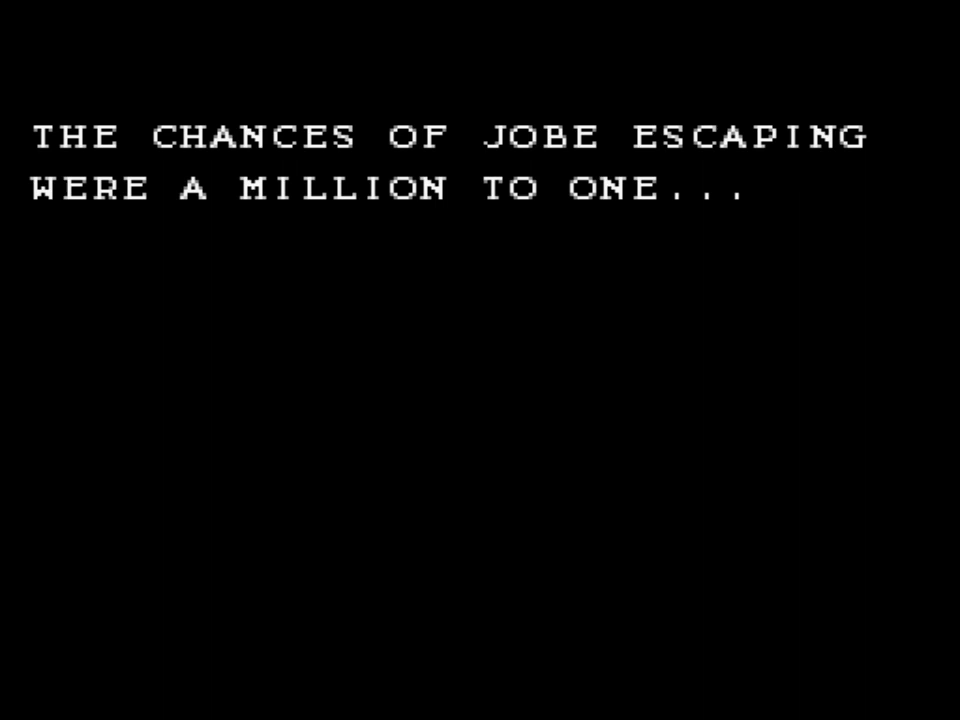 THE CHANCES OF JOBE ESCAPING
WERE A MILLION TO ONE...